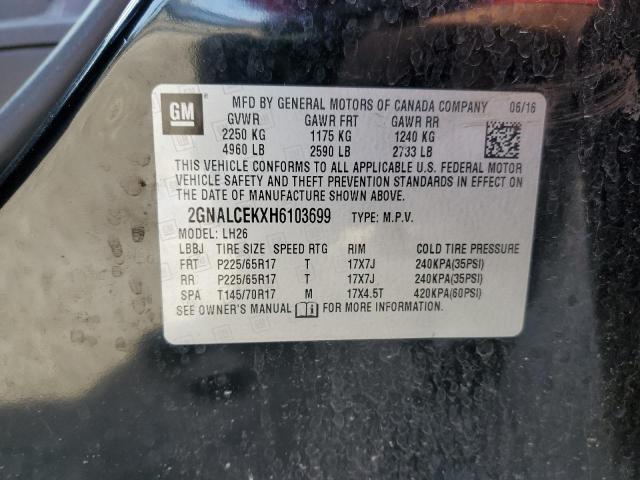 GM
MFD BY GENERAL MOTORS OF CANADA COMPANY 06/16
GVWR GAWR FRT GAWR RR
2250 KG 1175 KG 1240 KG
4960 LB 2590 LB 2733 LB
THIS VEHICLE CONFORMS TO ALL APPLICABLE U.S. FEDERAL MOTOR
VEHICLE SAFETY AND THEFT PREVENTION STANDARDS IN EFFECT ON
THE DATE OF MANUFACTURE SHOWN ABOVE.
2GNALCEKXH6103699 TYPE: M.P.V.
MODEL: LH26
LBBJ TIRE SIZE SPEED RTG RIM COLD TIRE PRESSURE
FRT P225/65R17 T 17X7J 240KPA(35PSI)
RR P225/65R17 T 17X7J 240KPA(35PSI)
SPA T145/70R17 M 17X4.5T 420KPA(60PSI)
SEE OWNER'S MANUAL FOR MORE INFORMATION.